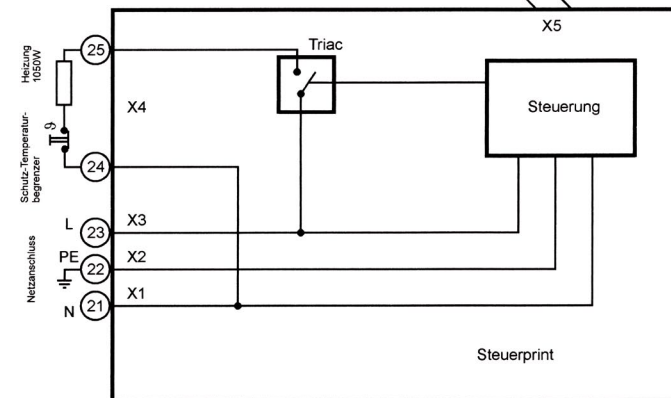 X5
Heizung
1050W
25
Triac
X4
Steuerung
ϑ
Schutz-Temperatur-
begrenzer
24
L
23
X3
Netzanschluss
PE
22
X2
N
21
X1
Steuerprint